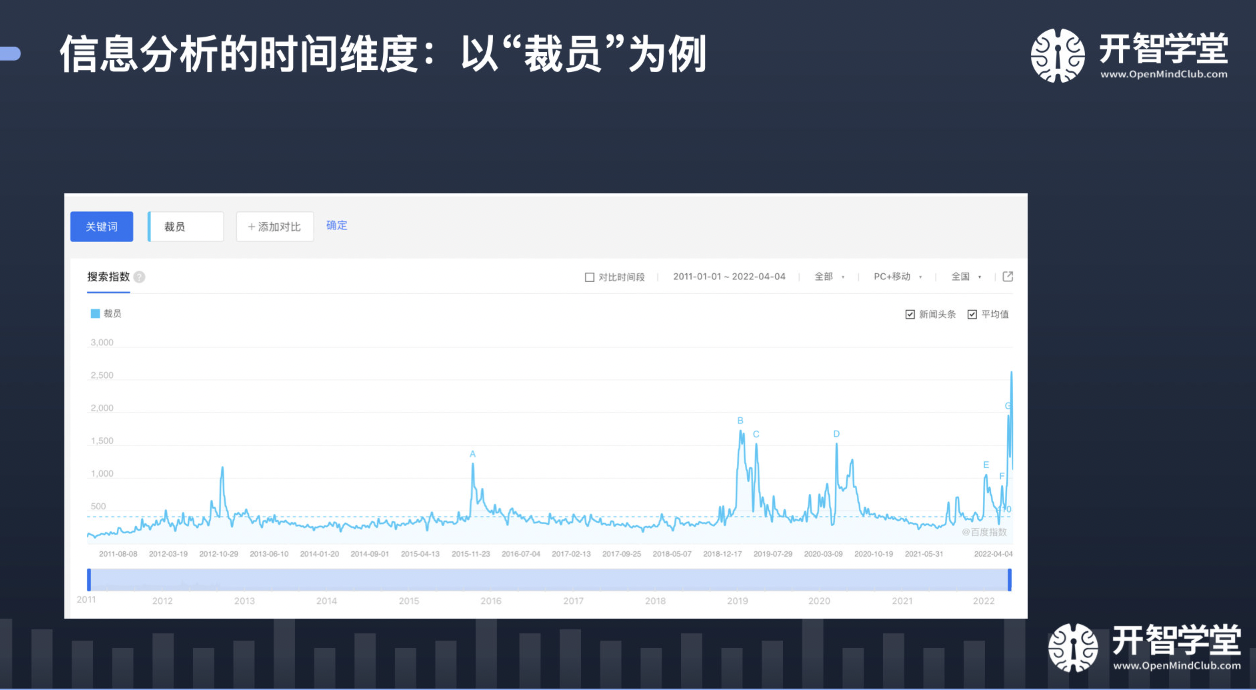 信息分析的时间维度：以“裁员”为例
开智学堂
www.OpenMindClub.com
关键词 裁员 + 添加对比 确定
搜索指数 ?
对比时间段 2011-01-01 ~ 2022-04-04 全部 PC+移动 全国
裁员
新闻头条 平均值
3,000
2,500
2,000
1,500
1,000
500
A
B
C
D
E
F
G
@百度指数
2011-08-08 2012-03-19 2012-10-29 2013-06-10 2014-01-20 2014-09-01 2015-04-13 2015-11-23 2016-07-04 2017-02-13 2017-09-25 2018-05-07 2018-12-17 2019-07-29 2020-03-09 2020-10-19 2021-05-31 2022-04-04
2011 2012 2013 2014 2015 2016 2017 2018 2019 2020 2021 2022
开智学堂
www.OpenMindClub.com